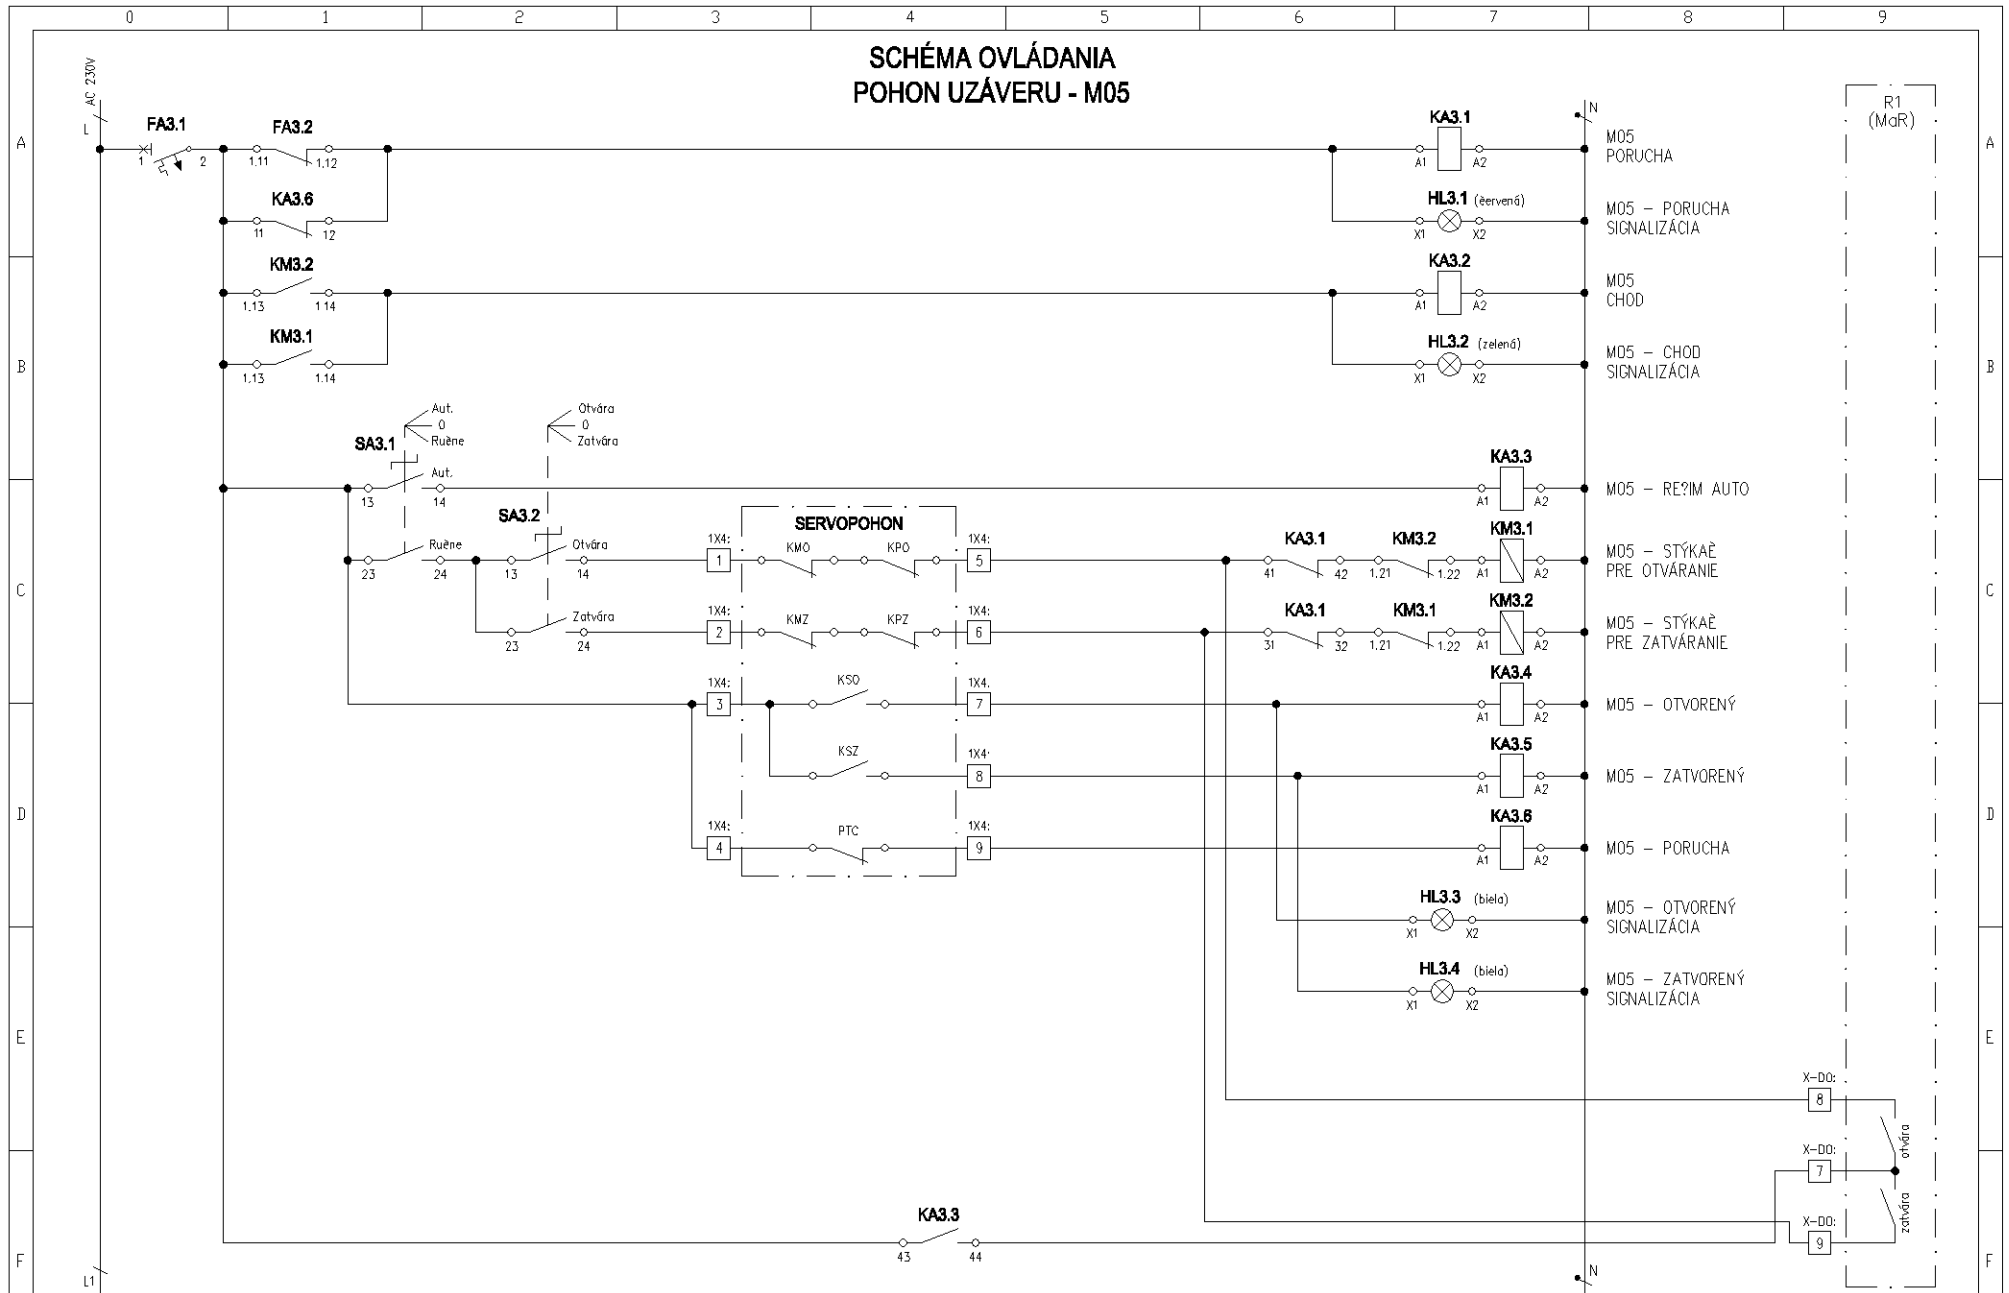 0 1 2 3 4 5 6 7 8 9
SCHÉMA OVLÁDANIA
POHON UZÁVERU - M05
AC 230V
L
N
R1
(MaR)
A
A
FA3.1
1 2
FA3.2
1.11 1.12
KA3.1
A1 A2
M05
PORUCHA
KA3.6
11 12
HL3.1 (èervená)
X1 X2
M05 - PORUCHA
SIGNALIZÁCIA
KM3.2
1.13 1.14
KA3.2
A1 A2
M05
CHOD
B
B
KM3.1
1.13 1.14
HL3.2 (zelená)
X1 X2
M05 - CHOD
SIGNALIZÁCIA
Aut.
0
Ruène
Otvára
0
Zatvára
SA3.1
Aut.
13 14
KA3.3
A1 A2
M05 - RE?IM AUTO
Ruène
23 24
SA3.2
Otvára
13 14
1X4:
1
SERVOPOHON
KMO KPO
1X4:
5
KA3.1
41 42
KM3.2
1.21 1.22
KM3.1
A1 A2
M05 - STÝKAÈ
PRE OTVÁRANIE
C
C
Zatvára
23 24
1X4:
2
KMZ KPZ
1X4:
6
KA3.1
31 32
KM3.1
1.21 1.22
KM3.2
A1 A2
M05 - STÝKAÈ
PRE ZATVÁRANIE
1X4:
3
KSO
1X4.
7
KA3.4
A1 A2
M05 - OTVORENÝ
KSZ
1X4:
8
KA3.5
A1 A2
M05 - ZATVORENÝ
D
D
1X4:
4
PTC
1X4:
9
KA3.6
A1 A2
M05 - PORUCHA
HL3.3 (biela)
X1 X2
M05 - OTVORENÝ
SIGNALIZÁCIA
HL3.4 (biela)
X1 X2
M05 - ZATVORENÝ
SIGNALIZÁCIA
E
E
X-DO:
8
otvára
X-DO:
7
zatvára
X-DO:
9
KA3.3
43 44
F
F
L1
N